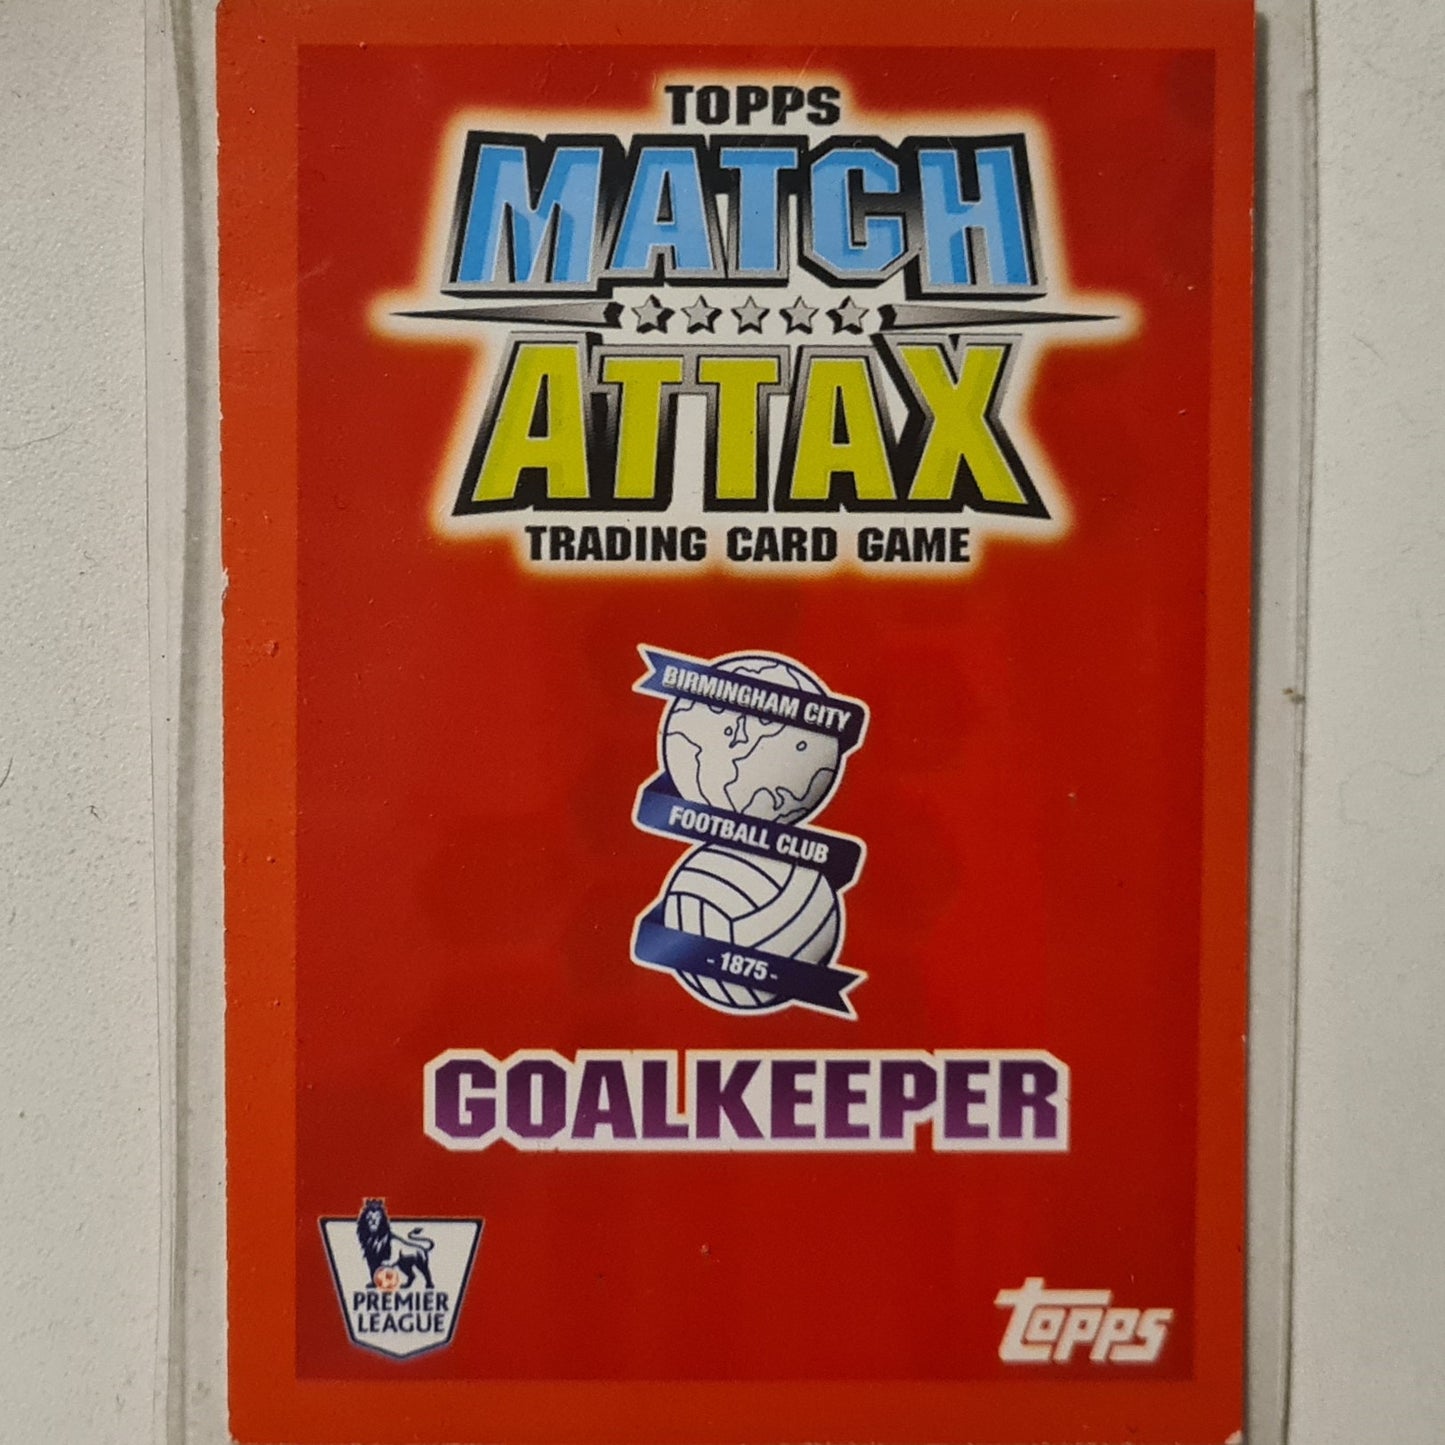 TOPPS
MATCH
ATTAX
TRADING CARD GAME
BIRMINGHAM CITY
FOOTBALL CLUB
- 1875 -
GOALKEEPER
PREMIER
LEAGUE
Topps